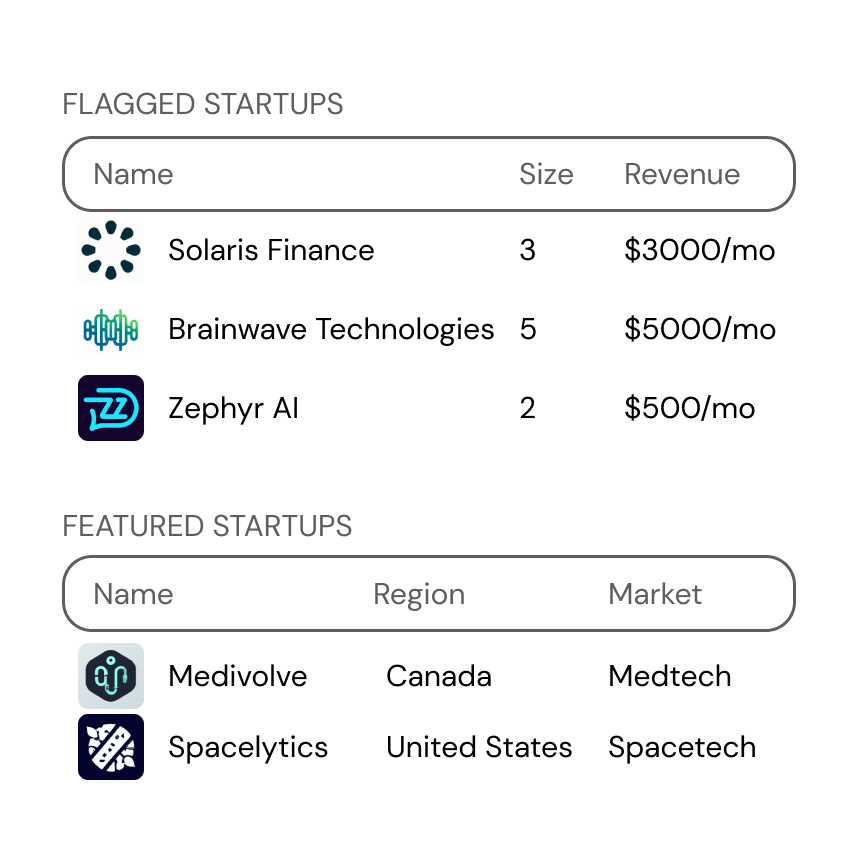 FLAGGED STARTUPS
Name Size Revenue
Solaris Finance 3 $3000/mo
Brainwave Technologies 5 $5000/mo
Zephyr AI 2 $500/mo
FEATURED STARTUPS
Name Region Market
Medivolve Canada Medtech
Spacelytics United States Spacetech